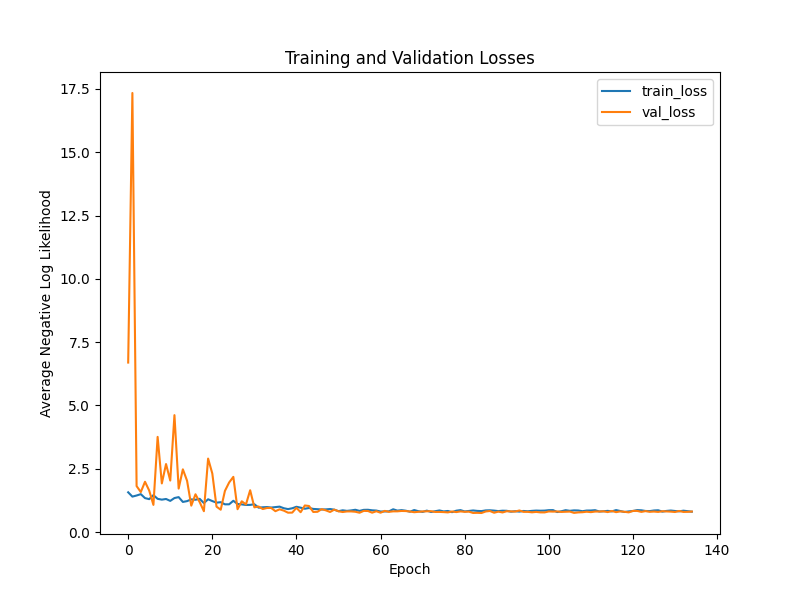 Training and Validation Losses
train_loss
val_loss
Average Negative Log Likelihood
17.5
15.0
12.5
10.0
7.5
5.0
2.5
0.0
0 20 40 60 80 100 120 140
Epoch